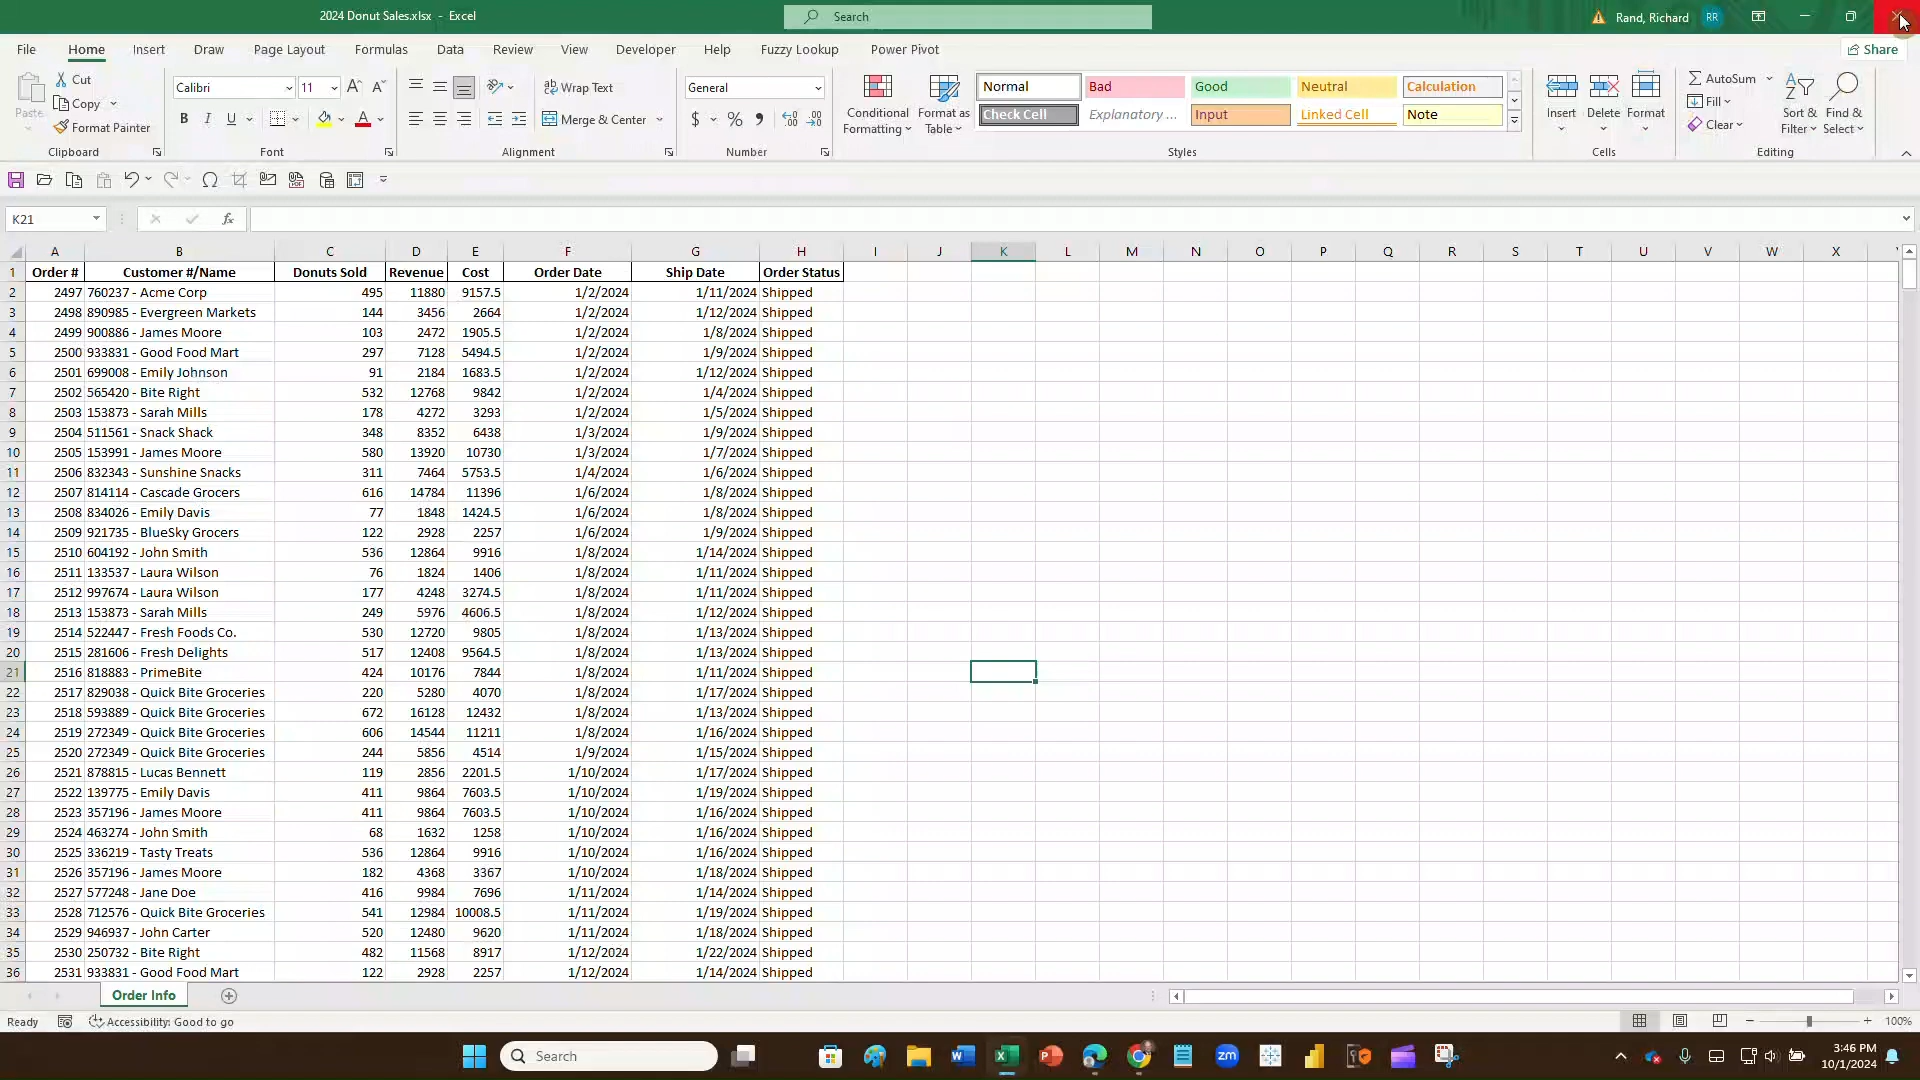 2024 Donut Sales.xlsx - Excel
Search
Rand, Richard RR
File Home Insert Draw Page Layout Formulas Data Review View Developer Help Fuzzy Lookup Power Pivot Share
Paste Cut Copy Format Painter Clipboard
Calibri 11 B I U Font
Wrap Text Merge & Center Alignment
General $ % Number
Conditional Formatting Format as Table
Normal Bad Good Neutral Calculation
Check Cell Explanatory ... Input Linked Cell Note
Styles
Insert Delete Format Cells
AutoSum Fill Clear Sort & Filter Find & Select Editing
K21 fx
A B C D E F G H I J K L M N O P Q R S T U V W X
1 Order # Customer #/Name Donuts Sold Revenue Cost Order Date Ship Date Order Status
2 2497 760237 - Acme Corp 495 11880 9157.5 1/2/2024 1/11/2024 Shipped
3 2498 890985 - Evergreen Markets 144 3456 2664 1/2/2024 1/12/2024 Shipped
4 2499 900886 - James Moore 103 2472 1905.5 1/2/2024 1/8/2024 Shipped
5 2500 933831 - Good Food Mart 297 7128 5494.5 1/2/2024 1/9/2024 Shipped
6 2501 699008 - Emily Johnson 91 2184 1683.5 1/2/2024 1/12/2024 Shipped
7 2502 565420 - Bite Right 532 12768 9842 1/2/2024 1/4/2024 Shipped
8 2503 153873 - Sarah Mills 178 4272 3293 1/2/2024 1/5/2024 Shipped
9 2504 511561 - Snack Shack 348 8352 6438 1/3/2024 1/9/2024 Shipped
10 2505 153991 - James Moore 580 13920 10730 1/3/2024 1/7/2024 Shipped
11 2506 832343 - Sunshine Snacks 311 7464 5753.5 1/4/2024 1/6/2024 Shipped
12 2507 814114 - Cascade Grocers 616 14784 11396 1/6/2024 1/8/2024 Shipped
13 2508 834026 - Emily Davis 77 1848 1424.5 1/6/2024 1/8/2024 Shipped
14 2509 921735 - BlueSky Grocers 122 2928 2257 1/6/2024 1/9/2024 Shipped
15 2510 604192 - John Smith 536 12864 9916 1/8/2024 1/14/2024 Shipped
16 2511 133537 - Laura Wilson 76 1824 1406 1/8/2024 1/11/2024 Shipped
17 2512 997674 - Laura Wilson 177 4248 3274.5 1/8/2024 1/11/2024 Shipped
18 2513 153873 - Sarah Mills 249 5976 4606.5 1/8/2024 1/12/2024 Shipped
19 2514 522447 - Fresh Foods Co. 530 12720 9805 1/8/2024 1/13/2024 Shipped
20 2515 281606 - Fresh Delights 517 12408 9564.5 1/8/2024 1/13/2024 Shipped
21 2516 818883 - PrimeBite 424 10176 7844 1/8/2024 1/11/2024 Shipped
22 2517 829038 - Quick Bite Groceries 220 5280 4070 1/8/2024 1/17/2024 Shipped
23 2518 593889 - Quick Bite Groceries 672 16128 12432 1/8/2024 1/13/2024 Shipped
24 2519 272349 - Quick Bite Groceries 606 14544 11211 1/8/2024 1/16/2024 Shipped
25 2520 272349 - Quick Bite Groceries 244 5856 4514 1/9/2024 1/15/2024 Shipped
26 2521 878815 - Lucas Bennett 119 2856 2201.5 1/10/2024 1/17/2024 Shipped
27 2522 139775 - Emily Davis 411 9864 7603.5 1/10/2024 1/19/2024 Shipped
28 2523 357196 - James Moore 411 9864 7603.5 1/10/2024 1/16/2024 Shipped
29 2524 463274 - John Smith 68 1632 1258 1/10/2024 1/16/2024 Shipped
30 2525 336219 - Tasty Treats 536 12864 9916 1/10/2024 1/16/2024 Shipped
31 2526 357196 - James Moore 182 4368 3367 1/10/2024 1/18/2024 Shipped
32 2527 577248 - Jane Doe 416 9984 7696 1/11/2024 1/14/2024 Shipped
33 2528 712576 - Quick Bite Groceries 541 12984 10008.5 1/11/2024 1/19/2024 Shipped
34 2529 946937 - John Carter 520 12480 9620 1/11/2024 1/18/2024 Shipped
35 2530 250732 - Bite Right 482 11568 8917 1/12/2024 1/22/2024 Shipped
36 2531 933831 - Good Food Mart 122 2928 2257 1/12/2024 1/14/2024 Shipped
Order Info
Ready Accessibility: Good to go 100%
Search zm 3:46 PM
10/1/2024